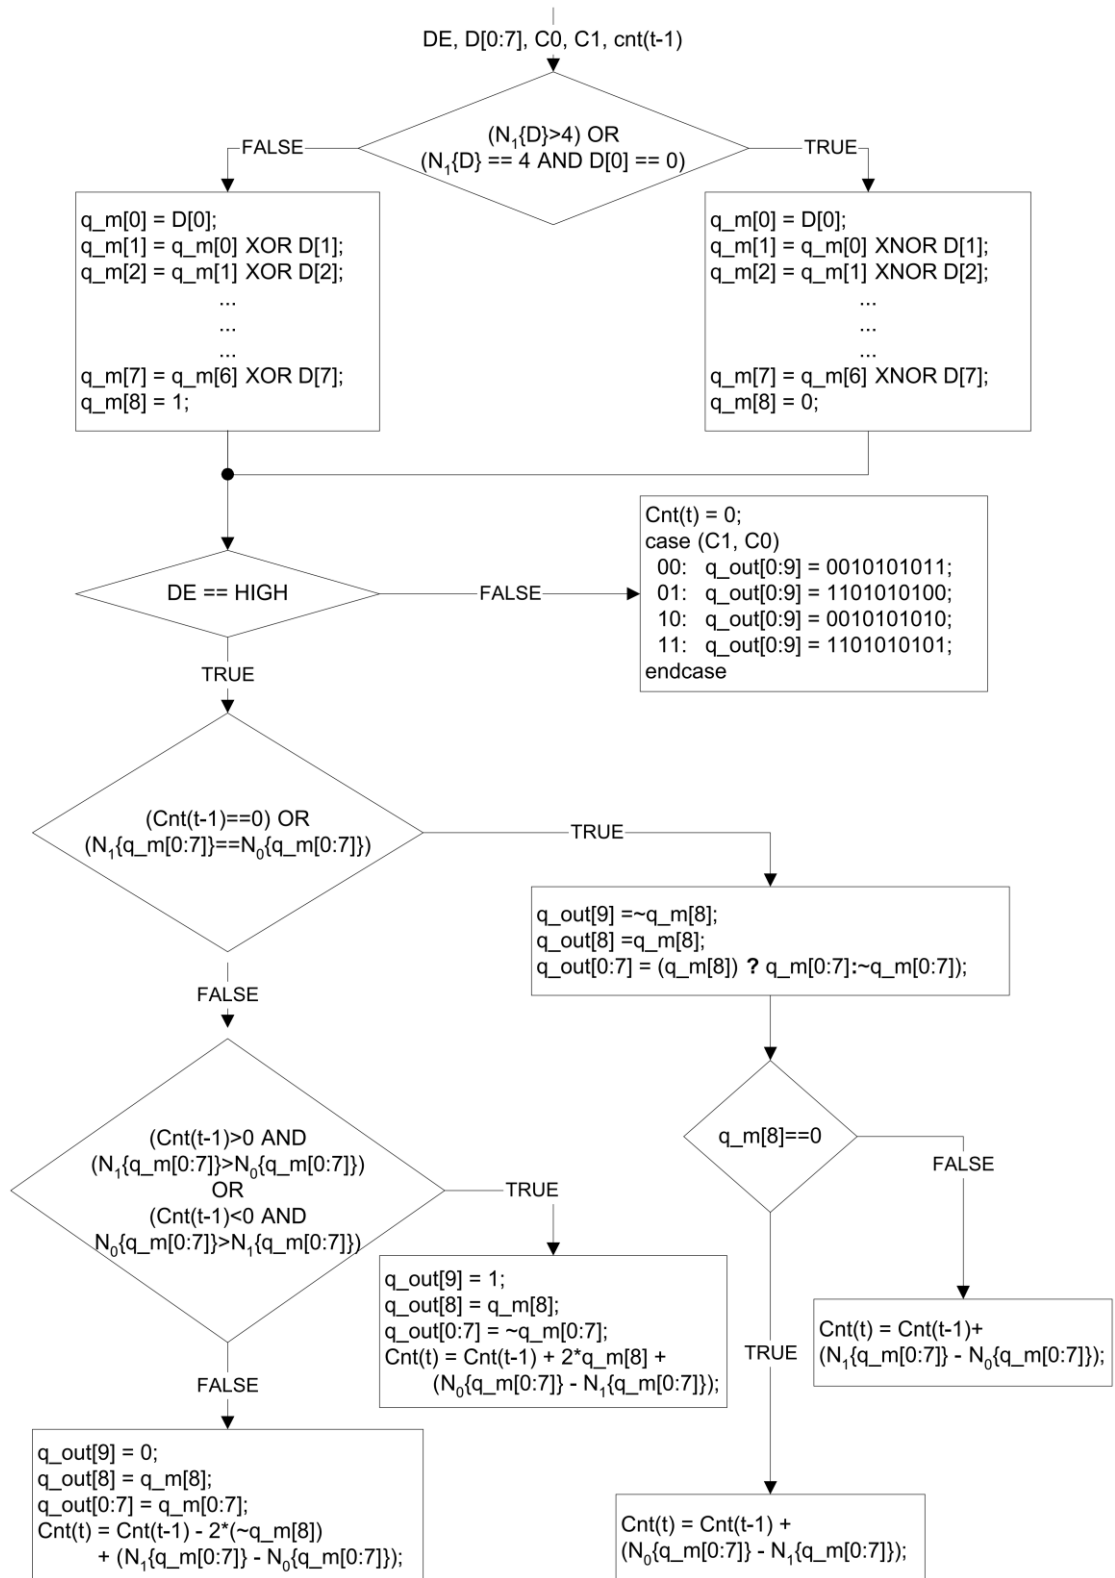 DE, D[0:7], C0, C1, cnt(t-1)
(N₁{D}>4) OR
(N₁{D} == 4 AND D[0] == 0)
FALSE
TRUE
q_m[0] = D[0];
q_m[1] = q_m[0] XOR D[1];
q_m[2] = q_m[1] XOR D[2];
...
...
...
q_m[7] = q_m[6] XOR D[7];
q_m[8] = 1;
q_m[0] = D[0];
q_m[1] = q_m[0] XNOR D[1];
q_m[2] = q_m[1] XNOR D[2];
...
...
...
q_m[7] = q_m[6] XNOR D[7];
q_m[8] = 0;
DE == HIGH
FALSE
TRUE
Cnt(t) = 0;
case (C1, C0)
00: q_out[0:9] = 0010101011;
01: q_out[0:9] = 1101010100;
10: q_out[0:9] = 0010101010;
11: q_out[0:9] = 1101010101;
endcase
(Cnt(t-1)==0) OR
(N₁{q_m[0:7]}==N₀{q_m[0:7]})
TRUE
FALSE
q_out[9] =~q_m[8];
q_out[8] =q_m[8];
q_out[0:7] = (q_m[8]) ? q_m[0:7]:~q_m[0:7]);
(Cnt(t-1)>0 AND
(N₁{q_m[0:7]}>N₀{q_m[0:7]})
OR
(Cnt(t-1)<0 AND
N₀{q_m[0:7]}>N₁{q_m[0:7]})
TRUE
FALSE
q_m[8]==0
FALSE
TRUE
q_out[9] = 1;
q_out[8] = q_m[8];
q_out[0:7] = ~q_m[0:7];
Cnt(t) = Cnt(t-1) + 2*q_m[8] +
(N₀{q_m[0:7]} - N₁{q_m[0:7]});
Cnt(t) = Cnt(t-1)+
(N₁{q_m[0:7]} - N₀{q_m[0:7]});
q_out[9] = 0;
q_out[8] = q_m[8];
q_out[0:7] = q_m[0:7];
Cnt(t) = Cnt(t-1) - 2*(~q_m[8])
+ (N₁{q_m[0:7]} - N₀{q_m[0:7]});
Cnt(t) = Cnt(t-1) +
(N₀{q_m[0:7]} - N₁{q_m[0:7]});